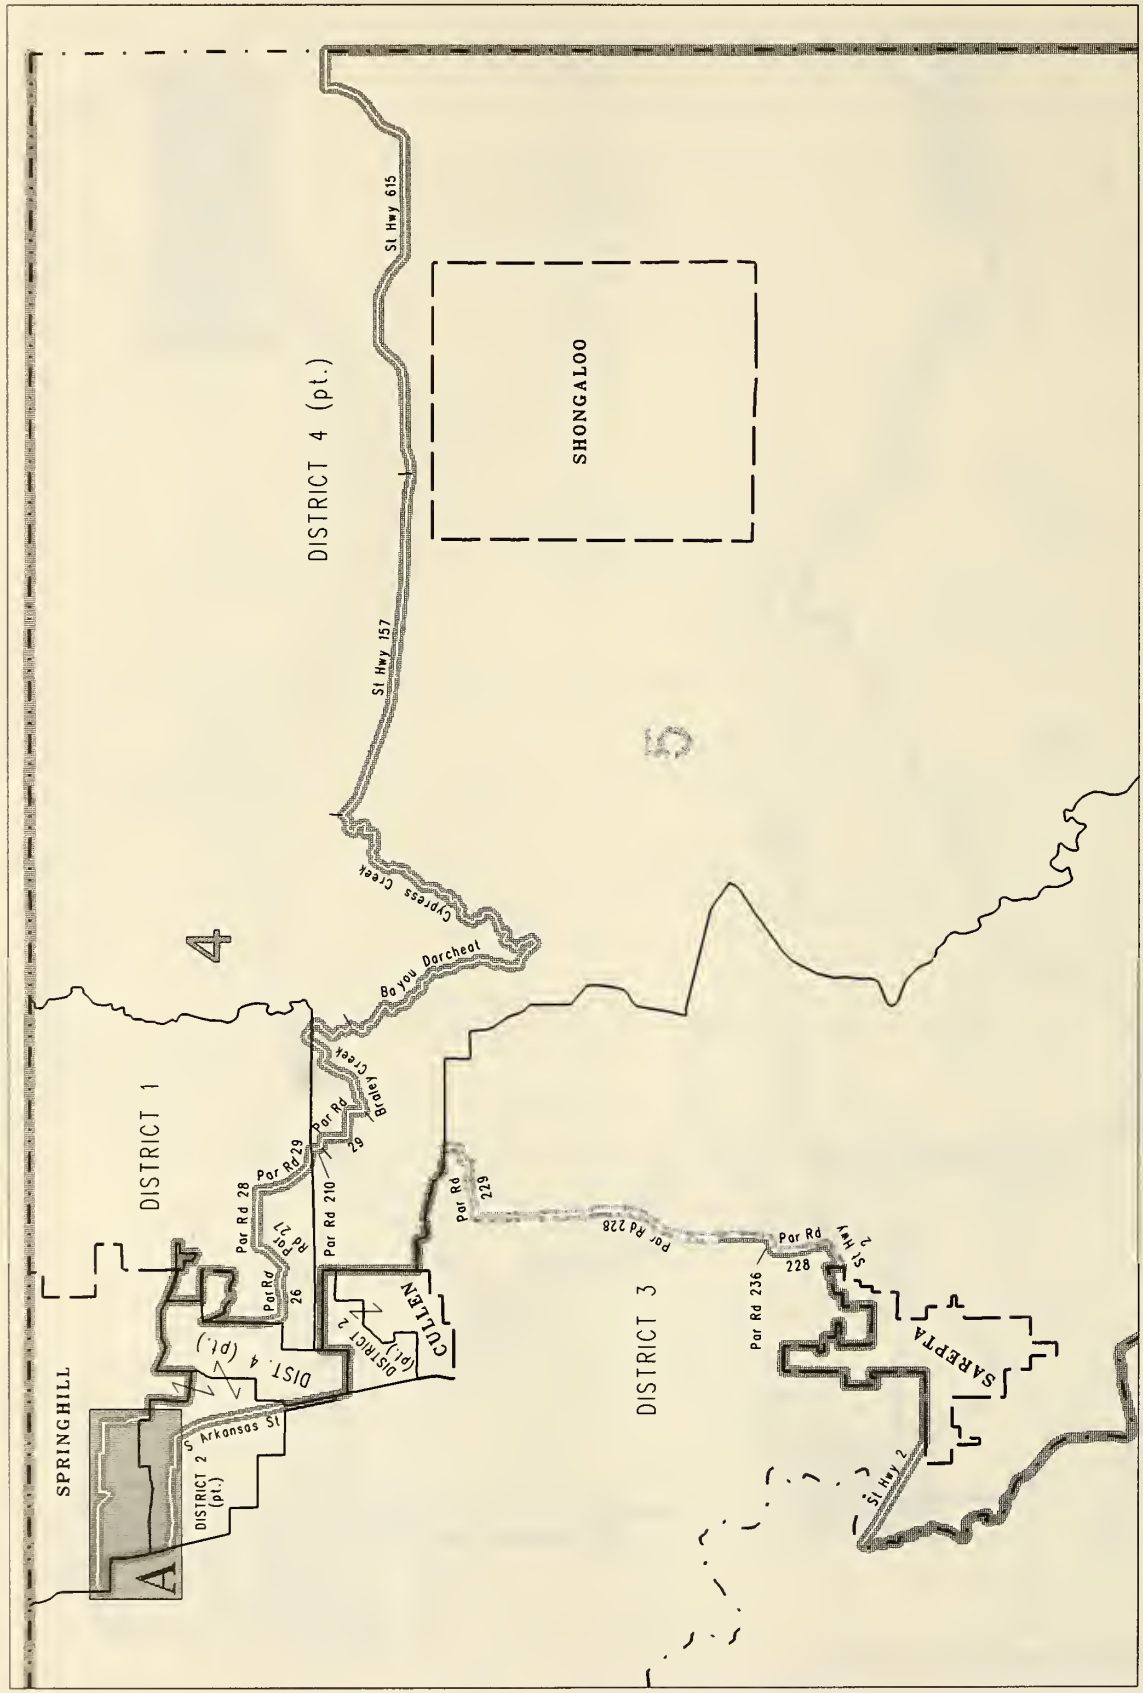 SPRINGHILL
A
DISTRICT 2
(pt.)
S Arkansas St
DIST. 4
(pt.)
DISTRICT 1
4
Par Rd
26
Par
Rd 27
Par Rd 28
Par Rd 29
Par Rd 210
Par Rd
29
Braley Creek
Creek
Bayou Dorcheat
Cypress
Creek
St Hwy 157
St Hwy 615
DISTRICT 4 (pt.)
SHONGALOO
5
DISTRICT 2
(pt.)
CULLEN
Par Rd
229
Par Rd 228
DISTRICT 3
Par Rd 236
Par Rd
228
St Hwy
2
SAREPTA
St Hwy 2